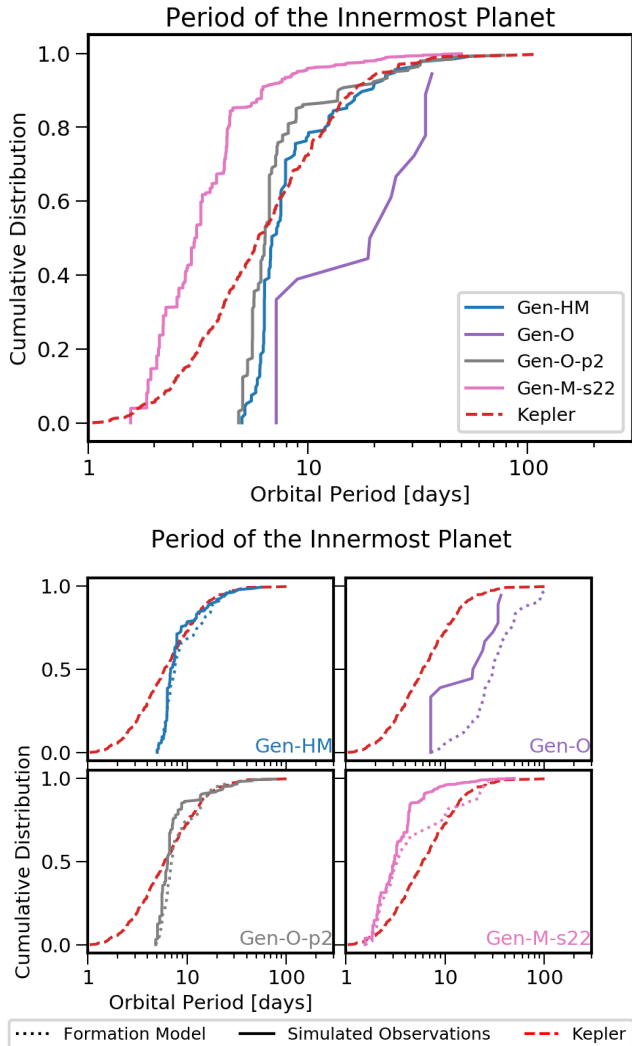 Period of the Innermost Planet
1.0
0.8
0.6
0.4
0.2
0.0
Cumulative Distribution
Gen-HM
Gen-O
Gen-O-p2
Gen-M-s22
Kepler
1
10
100
Orbital Period [days]
Period of the Innermost Planet
1.0
0.5
0.0
Gen-HM
Gen-O
1.0
0.5
0.0
Gen-O-p2
Gen-M-s22
Cumulative Distribution
1
10
100
1
10
100
Orbital Period [days]
Formation Model
Simulated Observations
Kepler